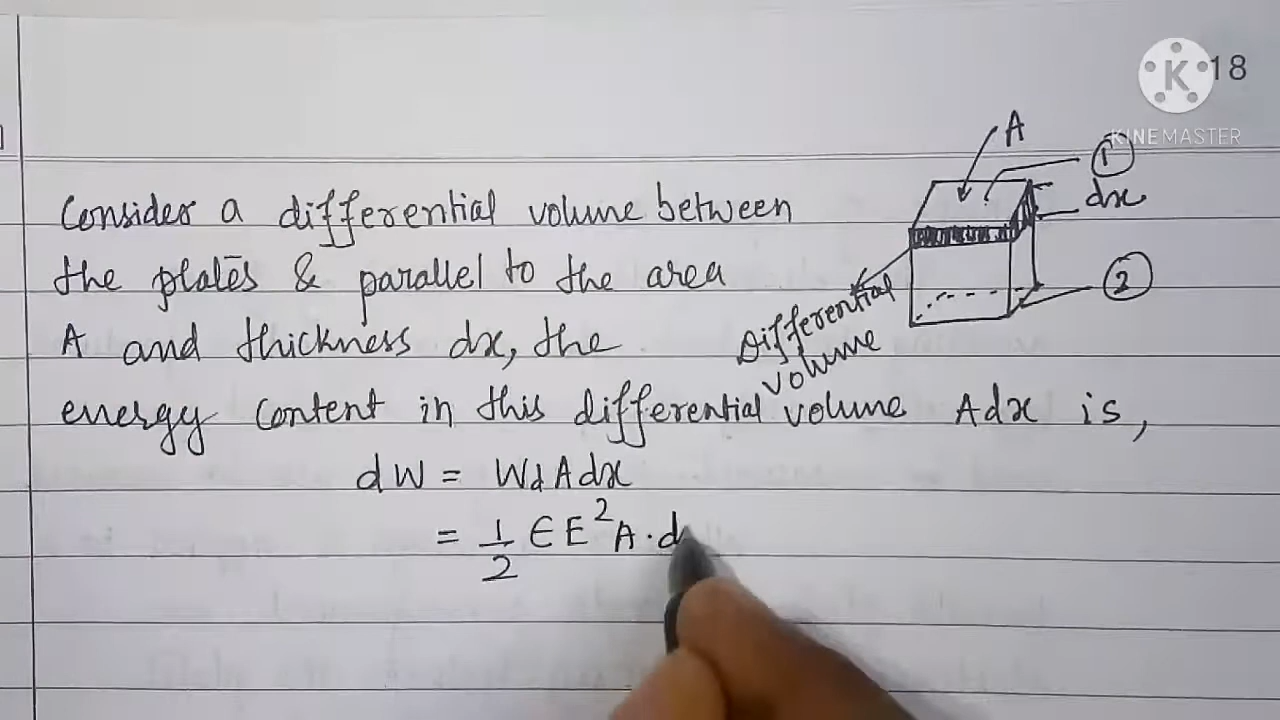 18
K
KINEMASTER
A
1
Consider a differential volume between
dx
the plates & parallel to the area
2
Differential
volume
A and thickness dx, the
energy content in this differential volume Adx is,
dW = Wd A dx
= 1/2 ∈ E² A · d